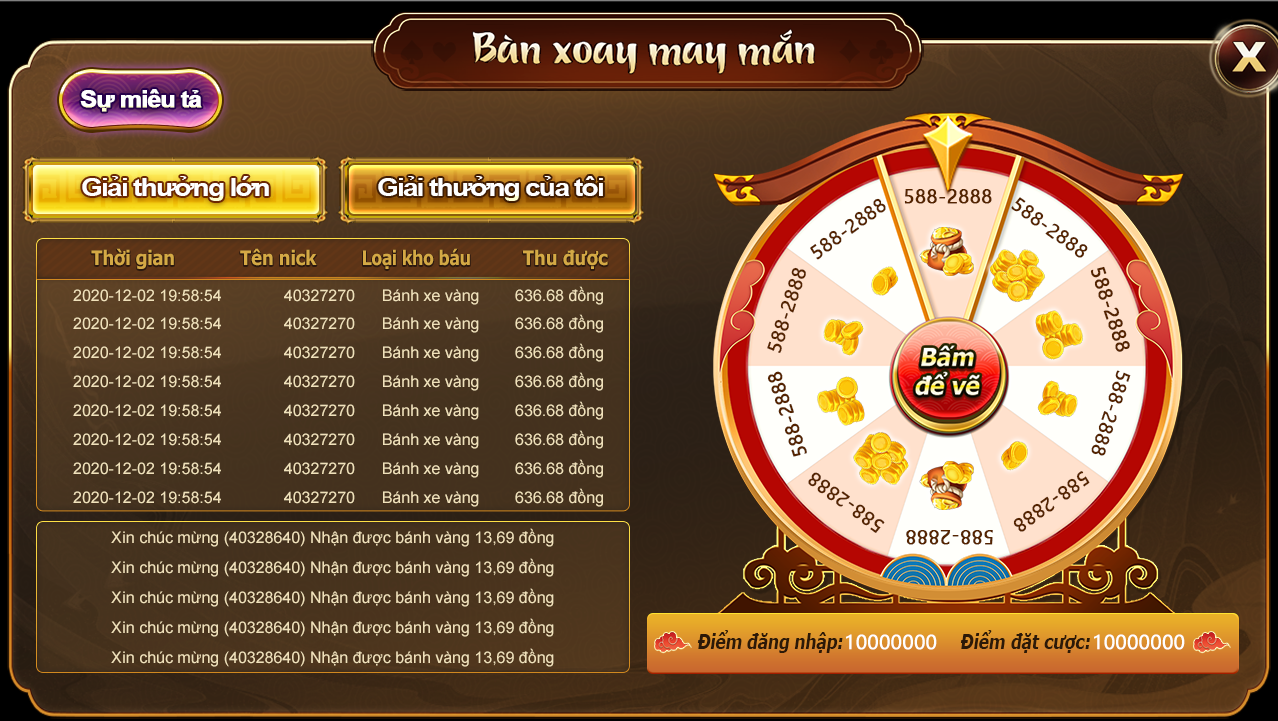 Bàn xoay may mắn
X
Sự miêu tả
Giải thưởng lớn
Giải thưởng của tôi
Thời gian Tên nick Loại kho báu Thu được
2020-12-02 19:58:54 40327270 Bánh xe vàng 636.68 đồng
2020-12-02 19:58:54 40327270 Bánh xe vàng 636.68 đồng
2020-12-02 19:58:54 40327270 Bánh xe vàng 636.68 đồng
2020-12-02 19:58:54 40327270 Bánh xe vàng 636.68 đồng
2020-12-02 19:58:54 40327270 Bánh xe vàng 636.68 đồng
2020-12-02 19:58:54 40327270 Bánh xe vàng 636.68 đồng
2020-12-02 19:58:54 40327270 Bánh xe vàng 636.68 đồng
2020-12-02 19:58:54 40327270 Bánh xe vàng 636.68 đồng
Xin chúc mừng (40328640) Nhận được bánh vàng 13,69 đồng
Xin chúc mừng (40328640) Nhận được bánh vàng 13,69 đồng
Xin chúc mừng (40328640) Nhận được bánh vàng 13,69 đồng
Xin chúc mừng (40328640) Nhận được bánh vàng 13,69 đồng
Xin chúc mừng (40328640) Nhận được bánh vàng 13,69 đồng
588-2888
588-2888
588-2888
588-2888
588-2888
588-2888
588-2888
588-2888
588-2888
588-2888
Bấm
để vẽ
Điểm đăng nhập:10000000 Điểm đặt cược:10000000